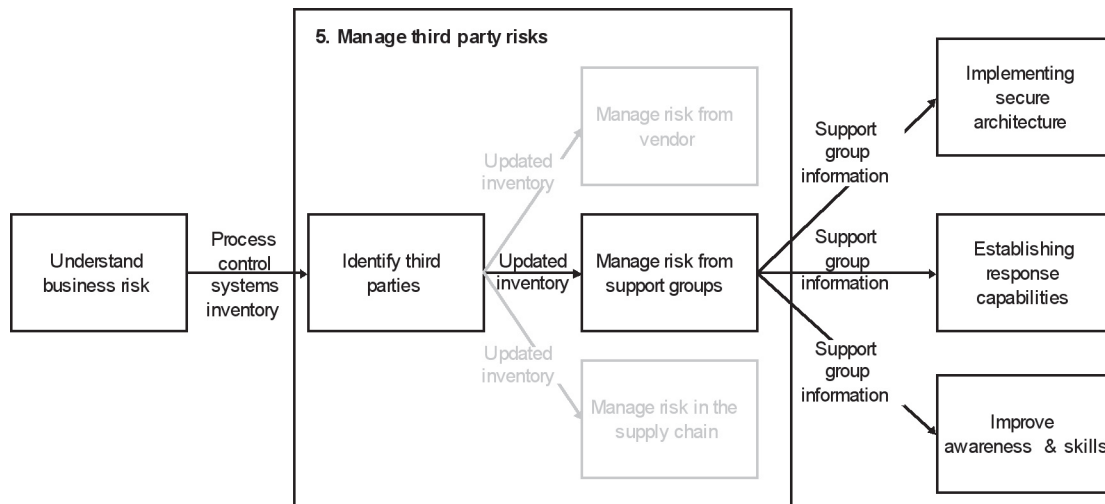 5. Manage third party risks
Understand
business risk
Process
control
systems
inventory
Identify third
parties
Updated
inventory
Manage risk from
vendor
Updated
inventory
Manage risk from
support groups
Updated
inventory
Manage risk in the
supply chain
Support
group
information
Implementing
secure
architecture
Support
group
information
Establishing
response
capabilities
Support
group
information
Improve
awareness & skills